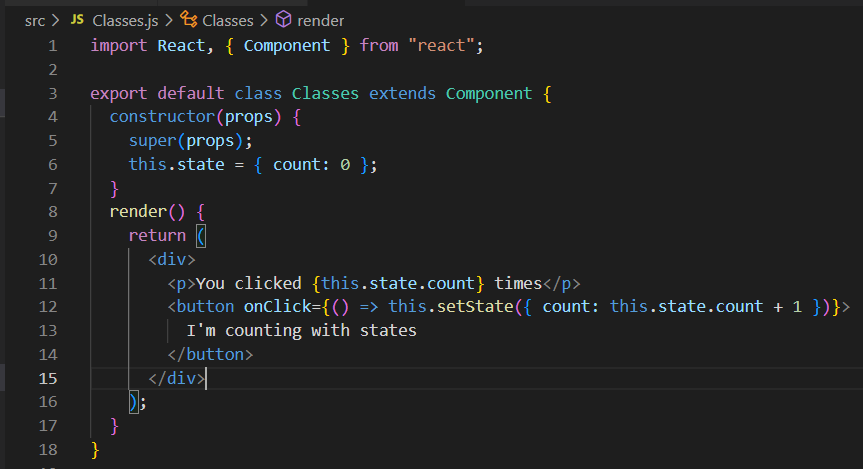 src > JS Classes.js > Classes > render
1 import React, { Component } from "react";
2
3 export default class Classes extends Component {
4   constructor(props) {
5     super(props);
6     this.state = { count: 0 };
7   }
8   render() {
9     return (
10       <div>
11         <p>You clicked {this.state.count} times</p>
12         <button onClick={() => this.setState({ count: this.state.count + 1 })}>
13           I'm counting with states
14         </button>
15       </div>
16     );
17   }
18 }